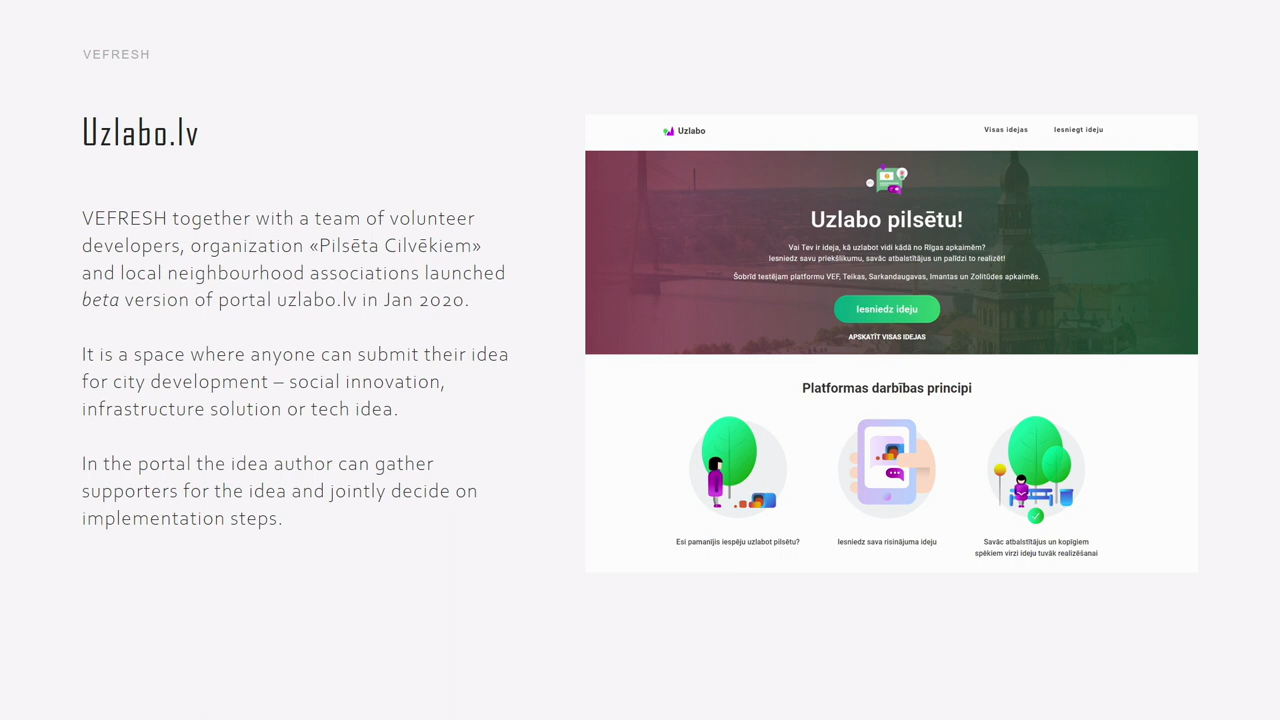 VEFRESH
Uzlabo.lv
VEFRESH together with a team of volunteer
developers, organization «Pilsēta Cilvēkiem»
and local neighbourhood associations launched
beta version of portal uzlabo.lv in Jan 2020.
It is a space where anyone can submit their idea
for city development – social innovation,
infrastructure solution or tech idea.
In the portal the idea author can gather
supporters for the idea and jointly decide on
implementation steps.
Uzlabo
Visas idejas
Iesniegt ideju
Uzlabo pilsētu!
Vai Tev ir ideja, kā uzlabot vidi kādā no Rīgas apkaimēm?
Iesniedz savu priekšlikumu, savāc atbalstītājus un palīdzi to realizēt!
Šobrīd testējam platformu VEF, Teikas, Sarkandaugavas, Imantas un Zolitūdes apkaimēs.
Iesniedz ideju
APSKATĪT VISAS IDEJAS
Platformas darbības principi
Esi pamanījis iespēju uzlabot pilsētu?
Iesniedz sava risinājuma ideju
Savāc atbalstītājus un kopīgiem
spēkiem virzi ideju tuvāk realizēšanai